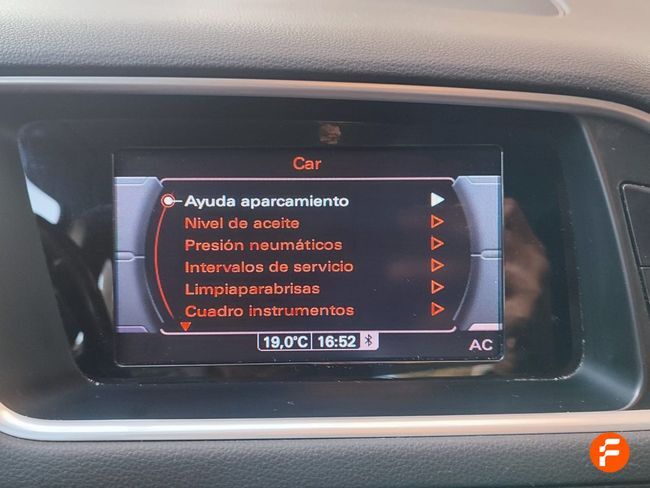 Car
Ayuda aparcamiento
Nivel de aceite
Presión neumáticos
Intervalos de servicio
Limpiaparabrisas
Cuadro instrumentos
19,0°C 16:52
AC